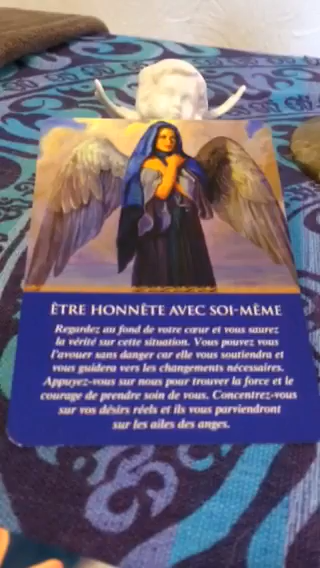 ÊTRE HONNÊTE AVEC SOI-MÊME
Regardez au fond de votre cœur et vous saurez
la vérité sur cette situation. Vous pouvez vous
l'avouer sans danger car elle vous soutiendra et
vous guidera vers les changements nécessaires.
Appuyez-vous sur nous pour trouver la force et le
courage de prendre soin de vous. Concentrez-vous
sur vos désirs réels et ils vous parviendront
sur les ailes des anges.